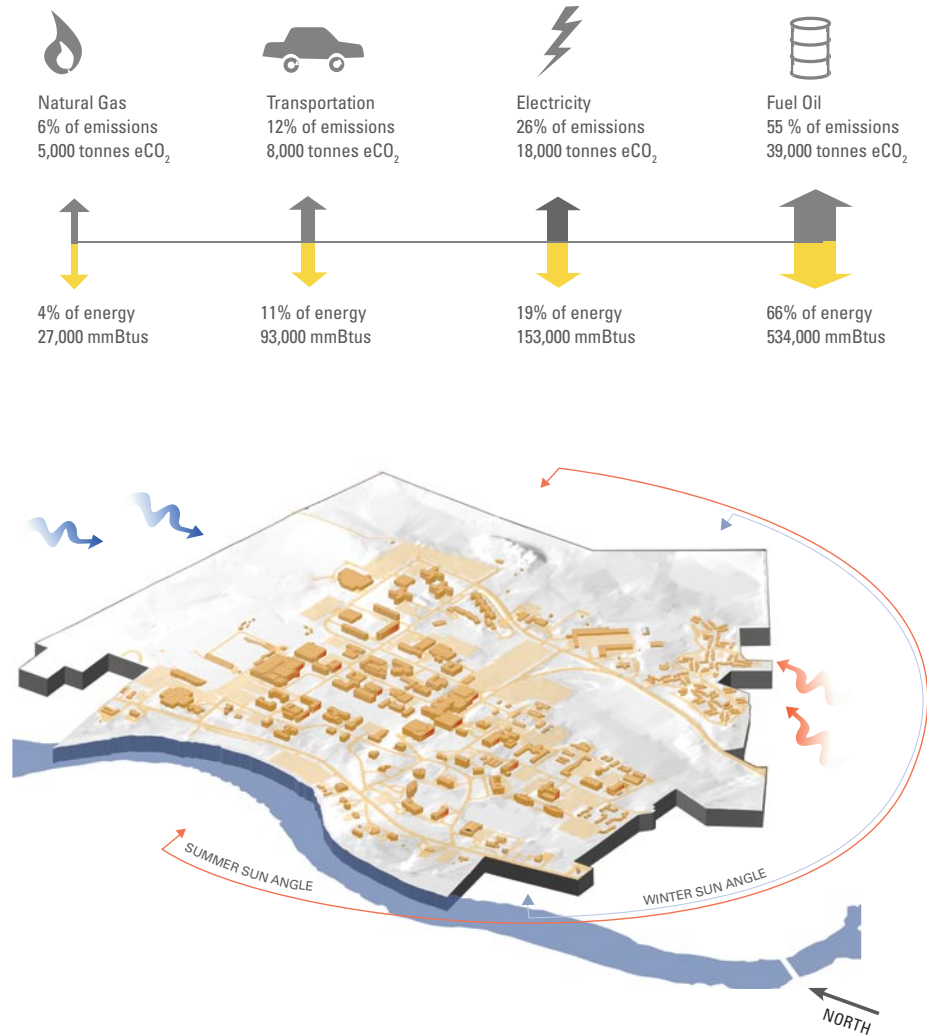 Natural Gas
6% of emissions
5,000 tonnes eCO₂
Transportation
12% of emissions
8,000 tonnes eCO₂
Electricity
26% of emissions
18,000 tonnes eCO₂
Fuel Oil
55 % of emissions
39,000 tonnes eCO₂
4% of energy
27,000 mmBtus
11% of energy
93,000 mmBtus
19% of energy
153,000 mmBtus
66% of energy
534,000 mmBtus
SUMMER SUN ANGLE
WINTER SUN ANGLE
NORTH